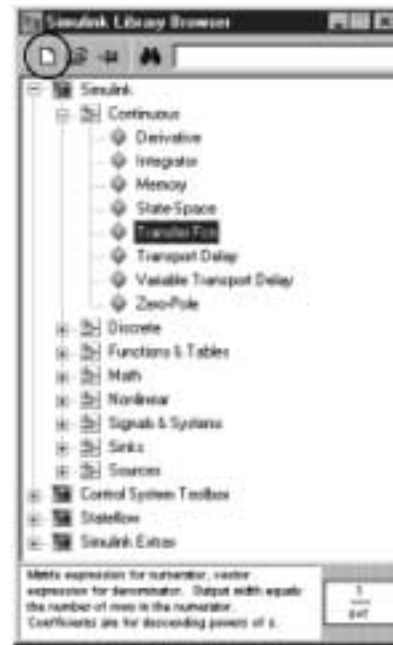 Simulink Library Browser
Simulink
Continuous
Derivative
Integrator
Memory
State-Space
Transfer Fcn
Transport Delay
Variable Transport Delay
Zero-Pole
Discrete
Functions & Tables
Math
Nonlinear
Signals & Systems
Sinks
Sources
Control System Toolbox
Stateflow
Simulink Extras
Matrix expression for numerator, vector
expression for denominator. Output width equals
the number of rows in the numerator.
Coefficients are for descending powers of s.
1
s+1